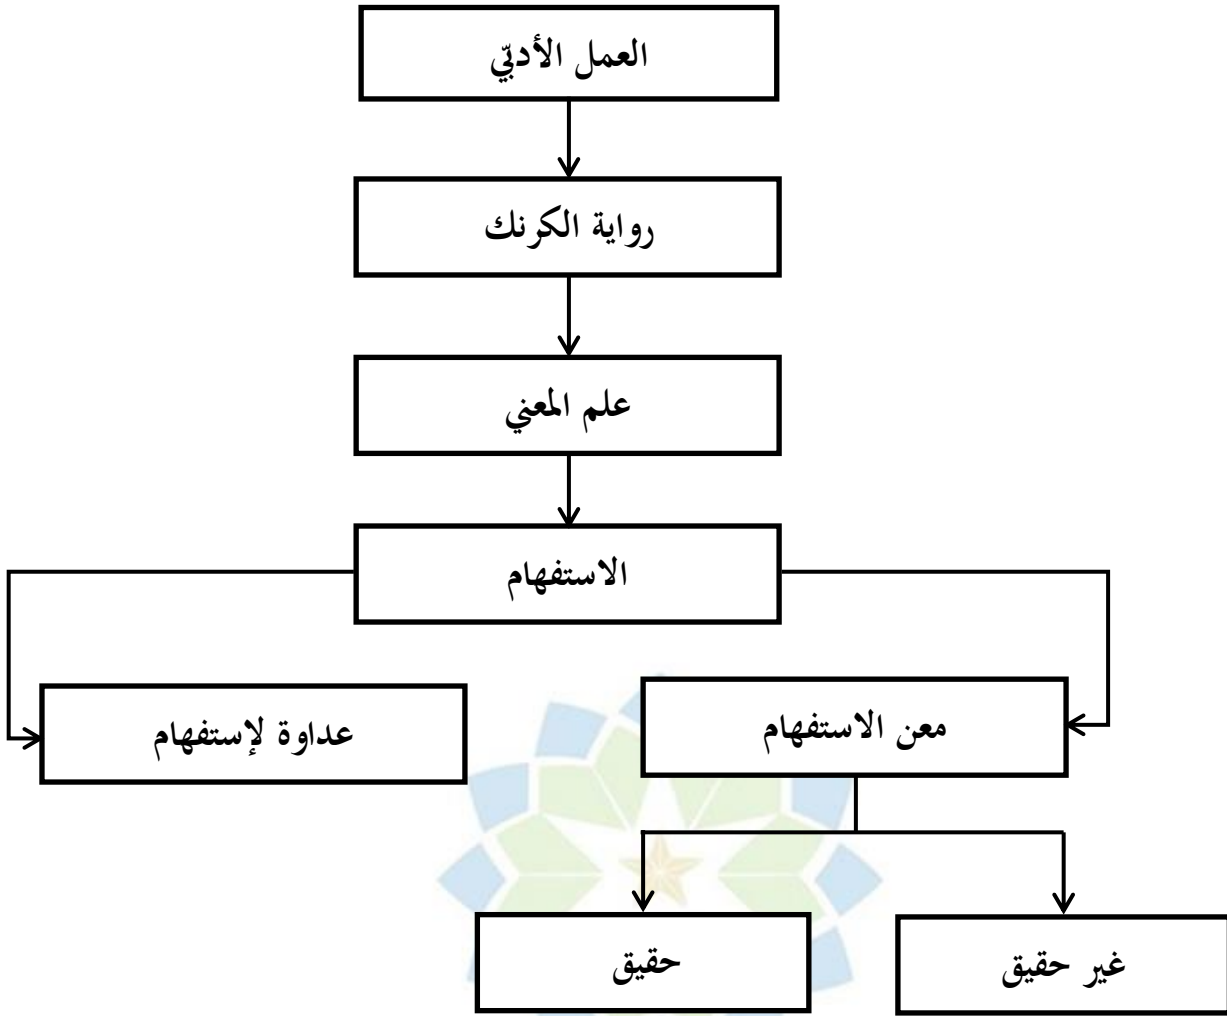 العمل الأدبّي
رواية الكرنك
علم المعني
الاستفهام
معن الاستفهام
عداوة لإستفهام
غير حقيق
حقيق